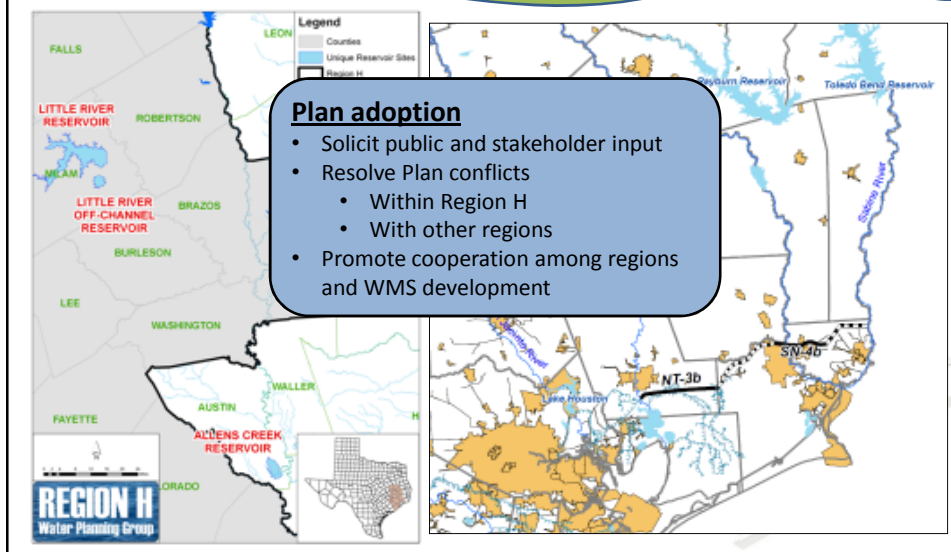 Legend
Counties
Unique Reservoir Sites
Region H
LEON
FALLS
LITTLE RIVER
RESERVOIR
ROBERTSON
MILAM
LITTLE RIVER
OFF-CHANNEL
RESERVOIR
BRAZOS
BURLESON
LEE
WASHINGTON
WALLER
AUSTIN
FAYETTE
ALLENS CREEK
RESERVOIR
H
ORADO
REGION H
Water Planning Group
Plan adoption
• Solicit public and stakeholder input
• Resolve Plan conflicts
• Within Region H
• With other regions
• Promote cooperation among regions
and WMS development
Rayburn Reservoir
Toledo Bend Reservoir
Sabine River
SN-4b
River
NT-3b
Lake Houston